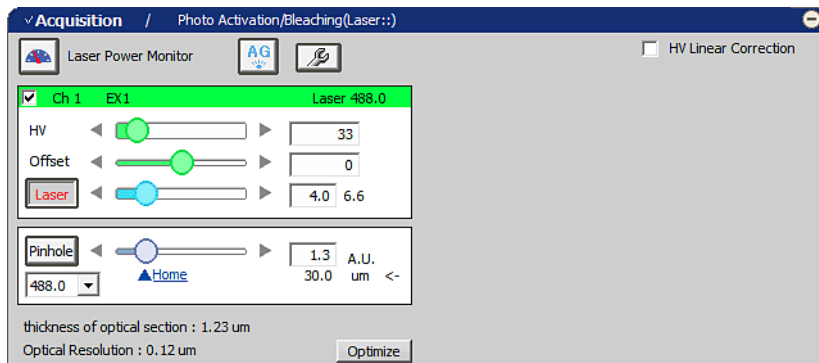 Acquisition / Photo Activation/Bleaching(Laser::)
Laser Power Monitor AG HV Linear Correction
Ch 1 EX1 Laser 488.0
HV 33
Offset 0
Laser 4.0 6.6
Pinhole 1.3 A.U.
488.0 Home 30.0 um <-
thickness of optical section : 1.23 um
Optical Resolution : 0.12 um Optimize